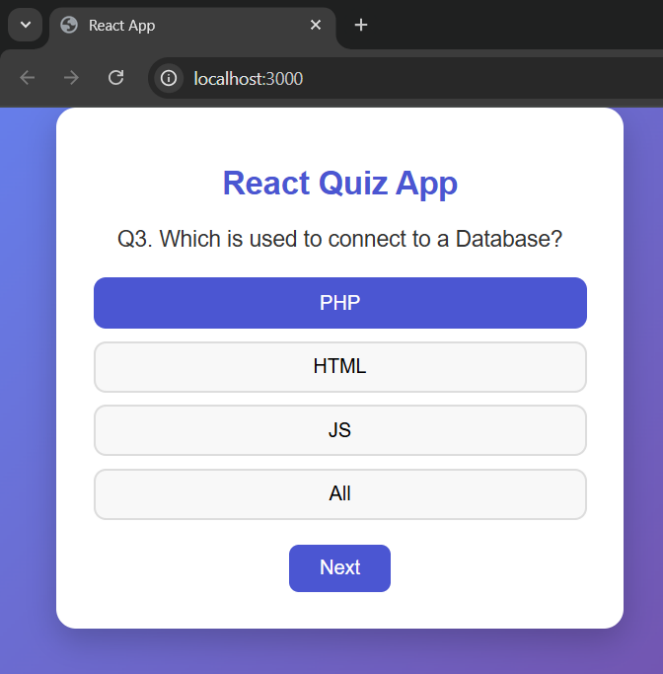 React App
localhost:3000
React Quiz App
Q3. Which is used to connect to a Database?
PHP
HTML
JS
All
Next